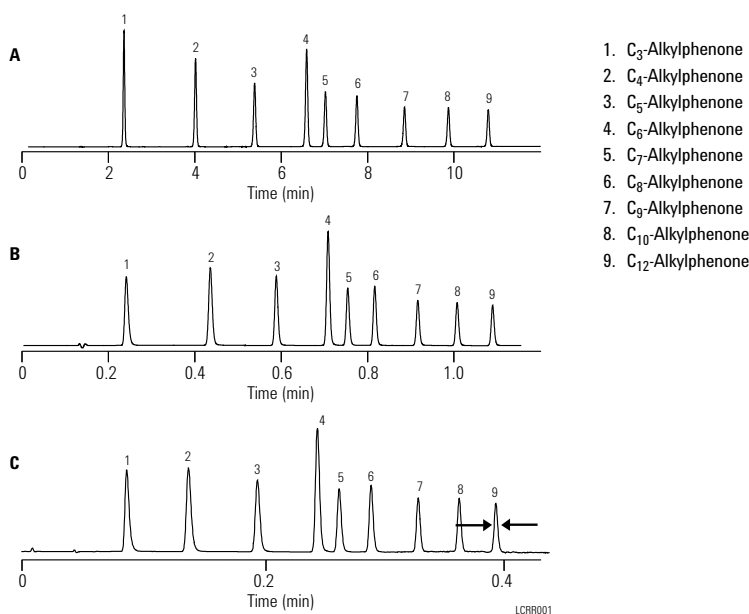 A
1 2 3 4 5 6 7 8 9
0 2 4 6 8 10
Time (min)
B
1 2 3 4 5 6 7 8 9
0 0.2 0.4 0.6 0.8 1.0
Time (min)
C
1 2 3 4 5 6 7 8 9
0 0.2 0.4
Time (min)
LCRR001
1. C₃-Alkylphenone
2. C₄-Alkylphenone
3. C₅-Alkylphenone
4. C₆-Alkylphenone
5. C₇-Alkylphenone
6. C₈-Alkylphenone
7. C₉-Alkylphenone
8. C₁₀-Alkylphenone
9. C₁₂-Alkylphenone